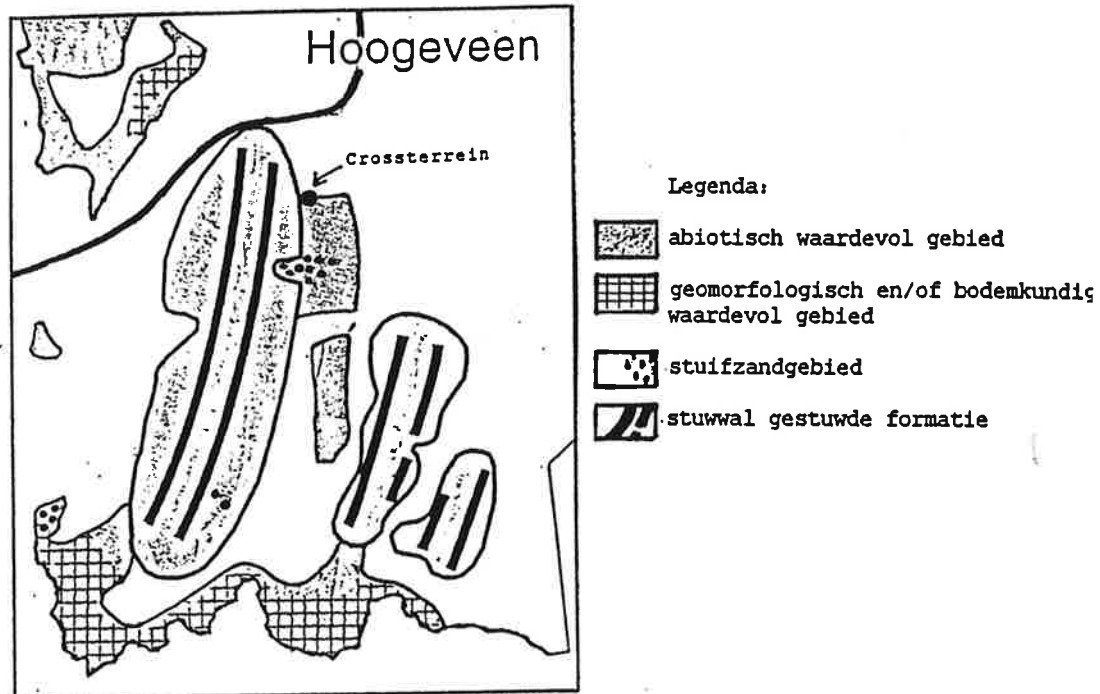 Hoogeveen
Crossterrein
Legenda:
abiotisch waardevol gebied
geomorfologisch en/of bodemkundig
waardevol gebied
stuifzandgebied
stuwwal gestuwde formatie